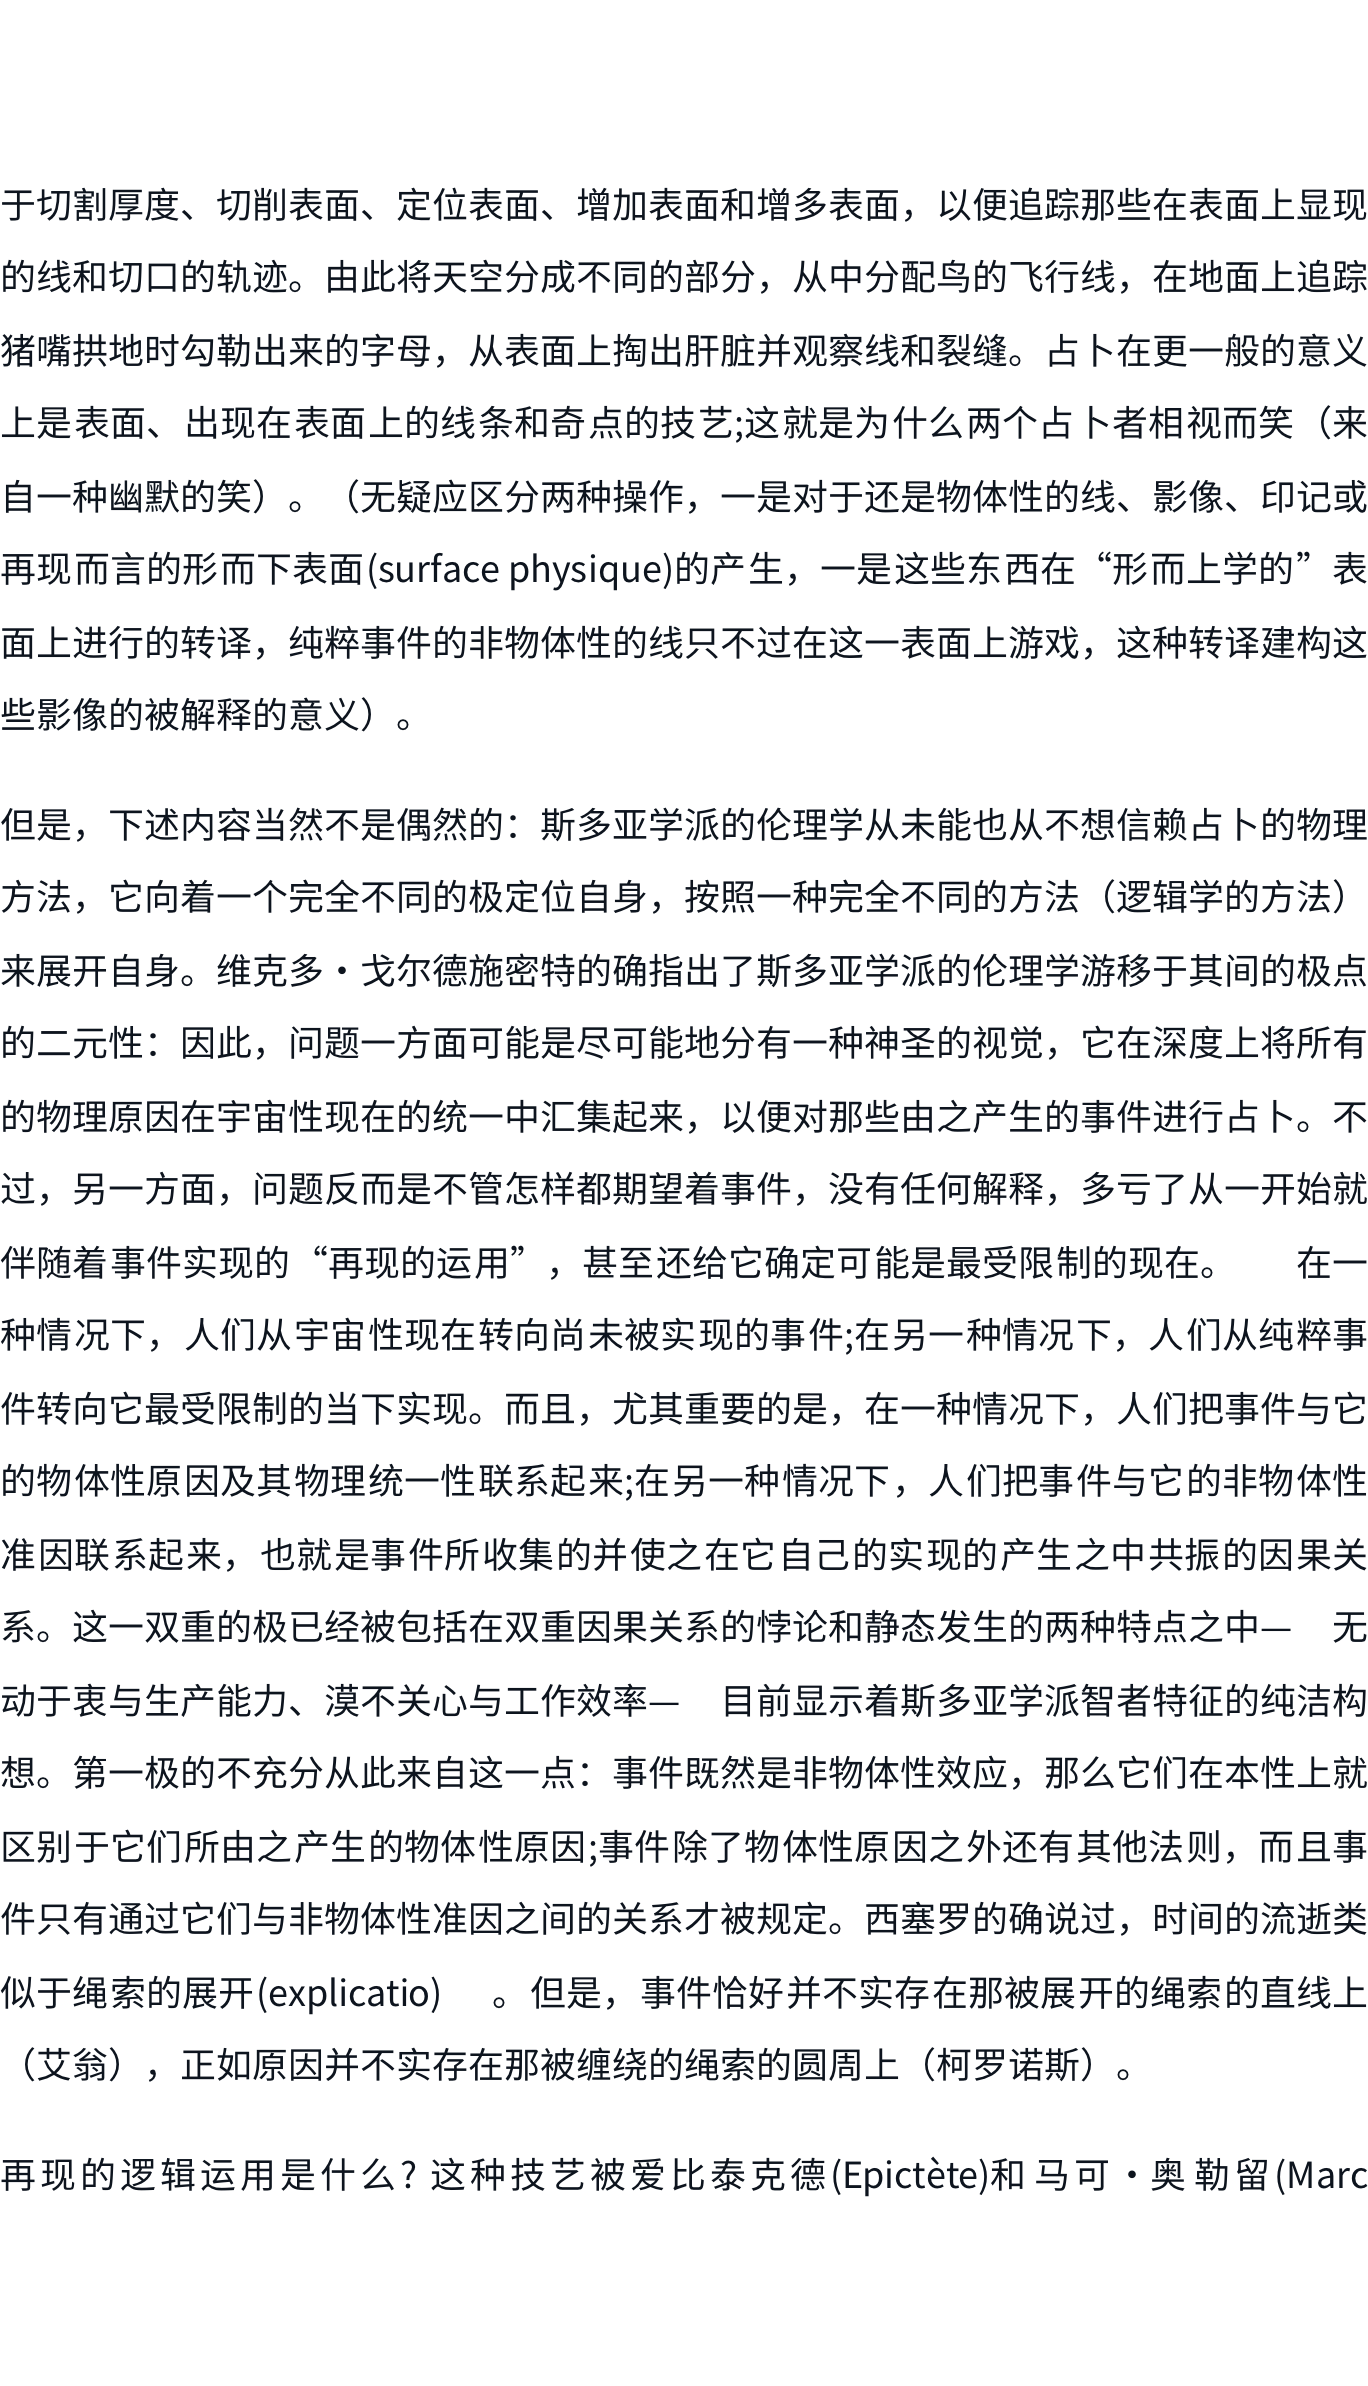 于切割厚度、切削表面、定位表面、增加表面和增多表面，以便追踪那些在表面上显现
的线和切口的轨迹。由此将天空分成不同的部分，从中分配鸟的飞行线，在地面上追踪
猪嘴拱地时勾勒出来的字母，从表面上掏出肝脏并观察线和裂缝。占卜在更一般的意义
上是表面、出现在表面上的线条和奇点的技艺;这就是为什么两个占卜者相视而笑（来
自一种幽默的笑）。（无疑应区分两种操作，一是对于还是物体性的线、影像、印记或
再现而言的形而下表面(surface physique)的产生，一是这些东西在“形而上学的”表
面上进行的转译，纯粹事件的非物体性的线只不过在这一表面上游戏，这种转译建构这
些影像的被解释的意义）。
但是，下述内容当然不是偶然的：斯多亚学派的伦理学从未能也从不想信赖占卜的物理
方法，它向着一个完全不同的极定位自身，按照一种完全不同的方法（逻辑学的方法）
来展开自身。维克多·戈尔德施密特的确指出了斯多亚学派的伦理学游移于其间的极点
的二元性：因此，问题一方面可能是尽可能地分有一种神圣的视觉，它在深度上将所有
的物理原因在宇宙性现在的统一中汇集起来，以便对那些由之产生的事件进行占卜。不
过，另一方面，问题反而是不管怎样都期望着事件，没有任何解释，多亏了从一开始就
伴随着事件实现的“再现的运用”，甚至还给它确定可能是最受限制的现在。 在一
种情况下，人们从宇宙性现在转向尚未被实现的事件;在另一种情况下，人们从纯粹事
件转向它最受限制的当下实现。而且，尤其重要的是，在一种情况下，人们把事件与它
的物体性原因及其物理统一性联系起来;在另一种情况下，人们把事件与它的非物体性
准因联系起来，也就是事件所收集的并使之在它自己的实现的产生之中共振的因果关
系。这一双重的极已经被包括在双重因果关系的悖论和静态发生的两种特点之中— 无
动于衷与生产能力、漠不关心与工作效率— 目前显示着斯多亚学派智者特征的纯洁构
想。第一极的不充分从此来自这一点：事件既然是非物体性效应，那么它们在本性上就
区别于它们所由之产生的物体性原因;事件除了物体性原因之外还有其他法则，而且事
件只有通过它们与非物体性准因之间的关系才被规定。西塞罗的确说过，时间的流逝类
似于绳索的展开(explicatio) 。但是，事件恰好并不实存在那被展开的绳索的直线上
（艾翁），正如原因并不实存在那被缠绕的绳索的圆周上（柯罗诺斯）。
再现的逻辑运用是什么? 这种技艺被爱比泰克德(Epictète)和马可·奥勒留(Marc